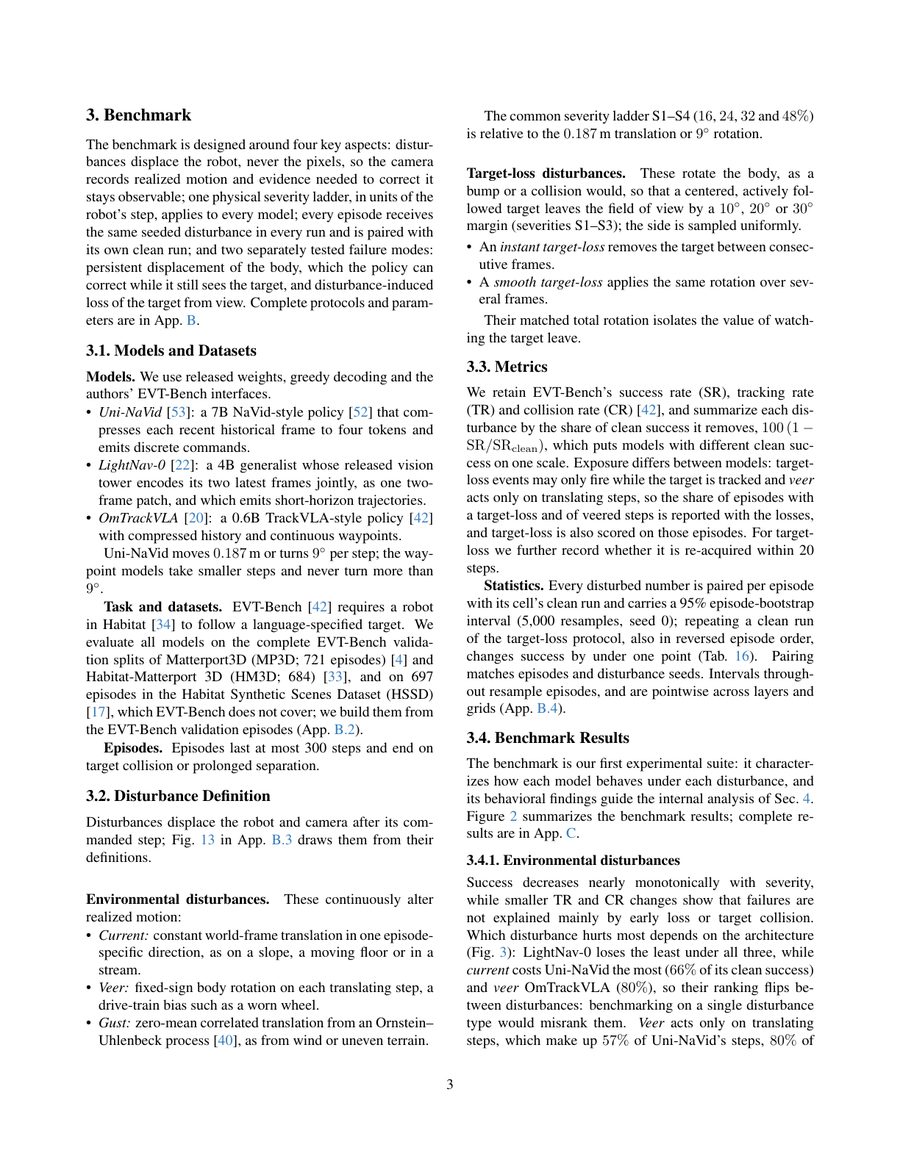 3. Benchmark
The benchmark is designed around four key aspects: distur-
bances displace the robot, never the pixels, so the camera
records realized motion and evidence needed to correct it
stays observable; one physical severity ladder, in units of the
robot's step, applies to every model; every episode receives
the same seeded disturbance in every run and is paired with
its own clean run; and two separately tested failure modes:
persistent displacement of the body, which the policy can
correct while it still sees the target, and disturbance-induced
loss of the target from view. Complete protocols and param-
eters are in App. B.
3.1. Models and Datasets
Models. We use released weights, greedy decoding and the
authors' EVT-Bench interfaces.
• Uni-NaVid [53]: a 7B NaVid-style policy [52] that com-
presses each recent historical frame to four tokens and
emits discrete commands.
• LightNav-0 [22]: a 4B generalist whose released vision
tower encodes its two latest frames jointly, as one two-
frame patch, and which emits short-horizon trajectories.
• OmTrackVLA [20]: a 0.6B TrackVLA-style policy [42]
with compressed history and continuous waypoints.
Uni-NaVid moves 0.187 m or turns 9° per step; the way-
point models take smaller steps and never turn more than
9°.
Task and datasets. EVT-Bench [42] requires a robot
in Habitat [34] to follow a language-specified target. We
evaluate all models on the complete EVT-Bench valida-
tion splits of Matterport3D (MP3D; 721 episodes) [4] and
Habitat-Matterport 3D (HM3D; 684) [33], and on 697
episodes in the Habitat Synthetic Scenes Dataset (HSSD)
[17], which EVT-Bench does not cover; we build them from
the EVT-Bench validation episodes (App. B.2).
Episodes. Episodes last at most 300 steps and end on
target collision or prolonged separation.
3.2. Disturbance Definition
Disturbances displace the robot and camera after its com-
manded step; Fig. 13 in App. B.3 draws them from their
definitions.
Environmental disturbances. These continuously alter
realized motion:
• Current: constant world-frame translation in one episode-
specific direction, as on a slope, a moving floor or in a
stream.
• Veer: fixed-sign body rotation on each translating step, a
drive-train bias such as a worn wheel.
• Gust: zero-mean correlated translation from an Ornstein–
Uhlenbeck process [40], as from wind or uneven terrain.
The common severity ladder S1–S4 (16, 24, 32 and 48%)
is relative to the 0.187 m translation or 9° rotation.
Target-loss disturbances. These rotate the body, as a
bump or a collision would, so that a centered, actively fol-
lowed target leaves the field of view by a 10°, 20° or 30°
margin (severities S1–S3); the side is sampled uniformly.
• An instant target-loss removes the target between consec-
utive frames.
• A smooth target-loss applies the same rotation over sev-
eral frames.
Their matched total rotation isolates the value of watch-
ing the target leave.
3.3. Metrics
We retain EVT-Bench's success rate (SR), tracking rate
(TR) and collision rate (CR) [42], and summarize each dis-
turbance by the share of clean success it removes, 100 (1 −
SR/SRclean), which puts models with different clean suc-
cess on one scale. Exposure differs between models: target-
loss events may only fire while the target is tracked and veer
acts only on translating steps, so the share of episodes with
a target-loss and of veered steps is reported with the losses,
and target-loss is also scored on those episodes. For target-
loss we further record whether it is re-acquired within 20
steps.
Statistics. Every disturbed number is paired per episode
with its cell's clean run and carries a 95% episode-bootstrap
interval (5,000 resamples, seed 0); repeating a clean run
of the target-loss protocol, also in reversed episode order,
changes success by under one point (Tab. 16). Pairing
matches episodes and disturbance seeds. Intervals through-
out resample episodes, and are pointwise across layers and
grids (App. B.4).
3.4. Benchmark Results
The benchmark is our first experimental suite: it character-
izes how each model behaves under each disturbance, and
its behavioral findings guide the internal analysis of Sec. 4.
Figure 2 summarizes the benchmark results; complete re-
sults are in App. C.
3.4.1. Environmental disturbances
Success decreases nearly monotonically with severity,
while smaller TR and CR changes show that failures are
not explained mainly by early loss or target collision.
Which disturbance hurts most depends on the architecture
(Fig. 3): LightNav-0 loses the least under all three, while
current costs Uni-NaVid the most (66% of its clean success)
and veer OmTrackVLA (80%), so their ranking flips be-
tween disturbances: benchmarking on a single disturbance
type would misrank them. Veer acts only on translating
steps, which make up 57% of Uni-NaVid's steps, 80% of
3